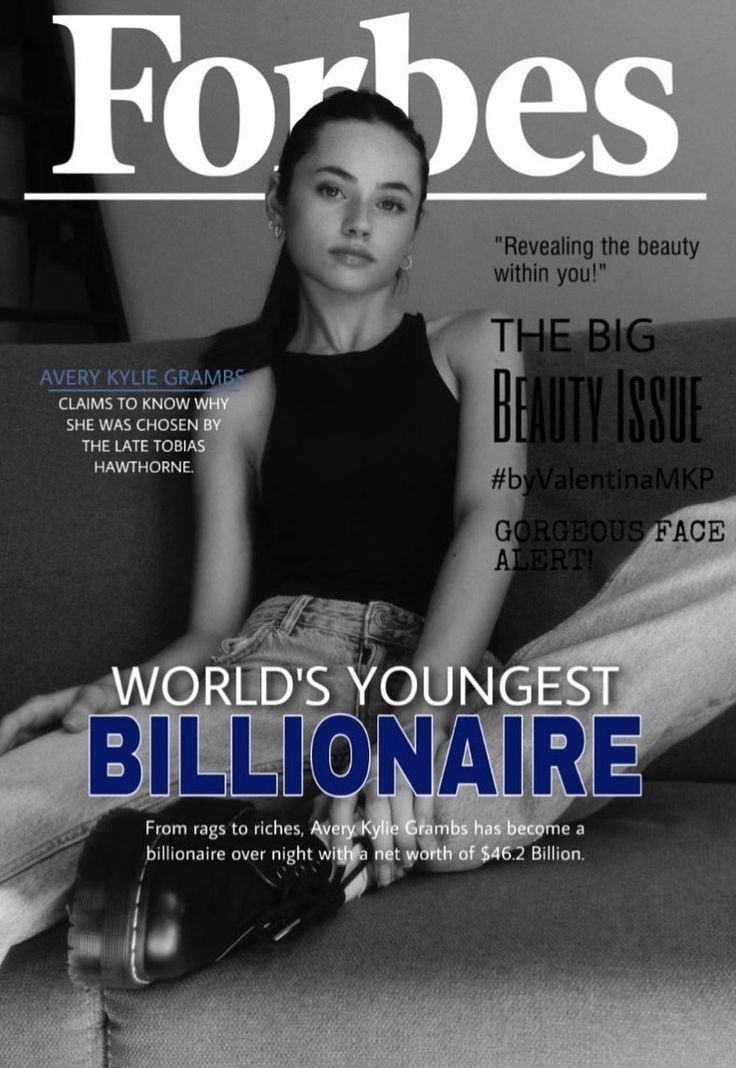 Forbes
"Revealing the beauty
within you!"
THE BIG
BEAUTY ISSUE
#byValentinaMKP
GORGEOUS FACE
ALERT!
AVERY KYLIE GRAMBS
CLAIMS TO KNOW WHY
SHE WAS CHOSEN BY
THE LATE TOBIAS
HAWTHORNE.
WORLD'S YOUNGEST
BILLIONAIRE
From rags to riches, Avery Kylie Grambs has become a
billionaire over night with a net worth of $46.2 Billion.